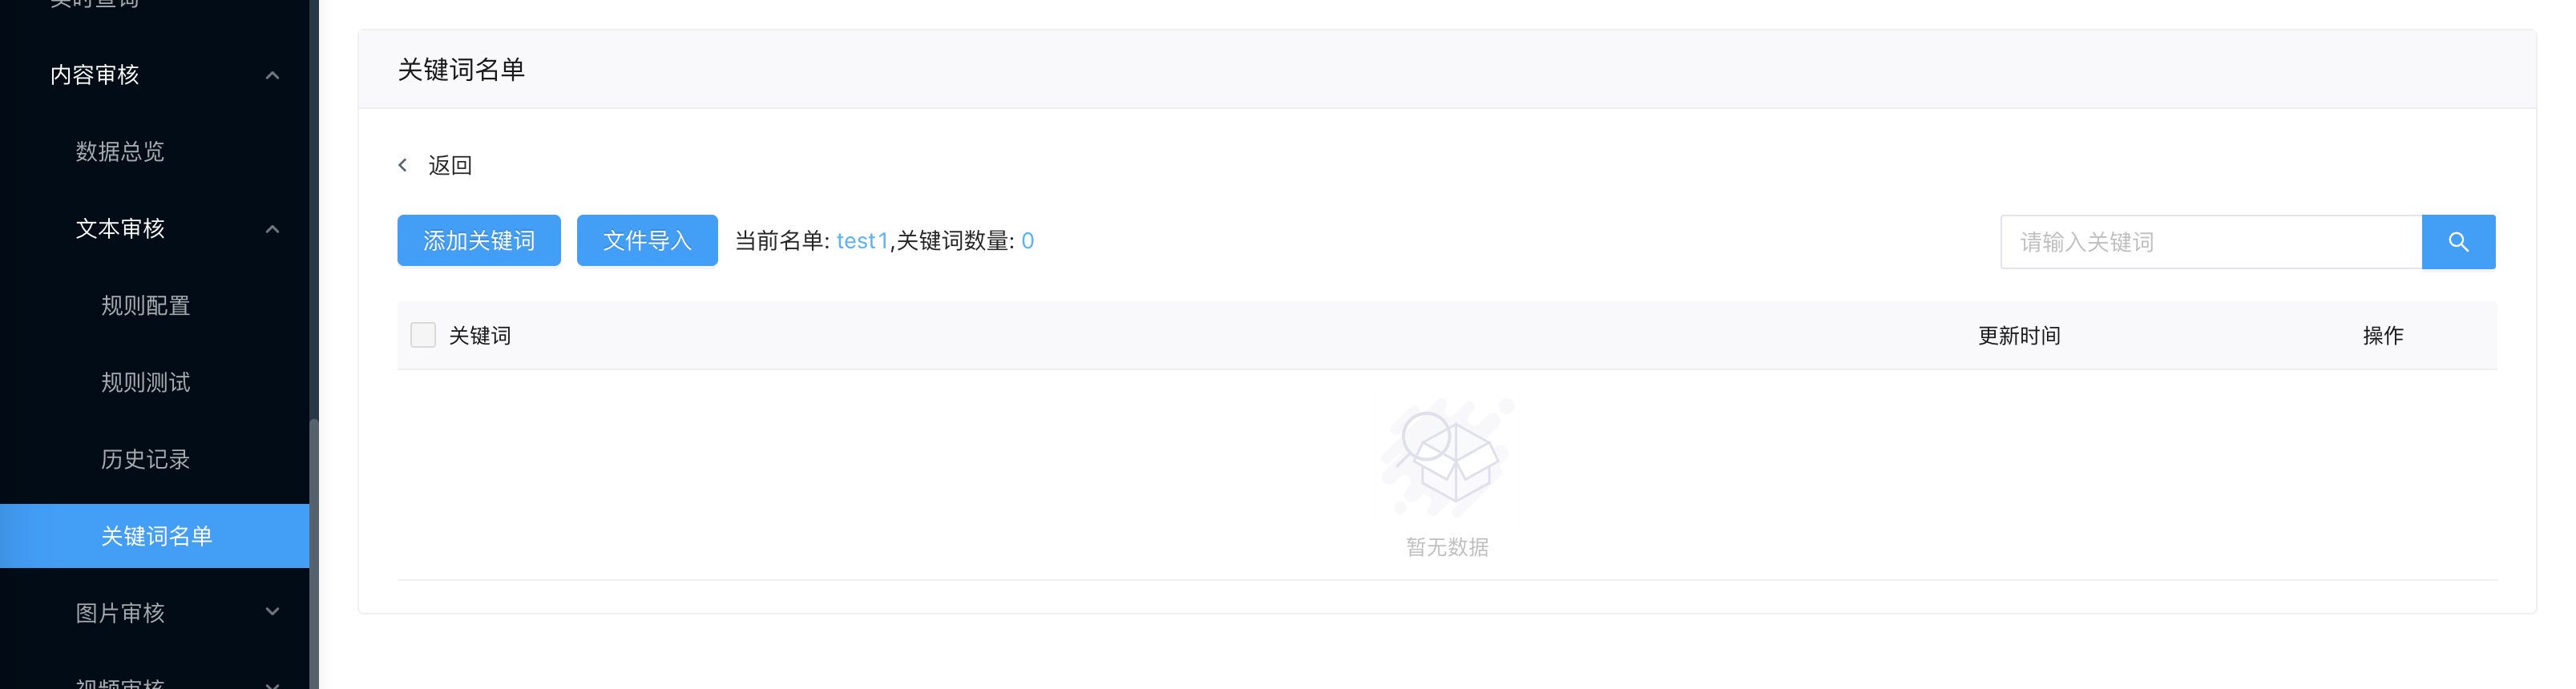 实时查询
内容审核
数据总览
文本审核
规则配置
规则测试
历史记录
关键词名单
图片审核
视频审核
关键词名单
返回
添加关键词 文件导入 当前名单: test1,关键词数量: 0 请输入关键词
关键词 更新时间 操作
暂无数据